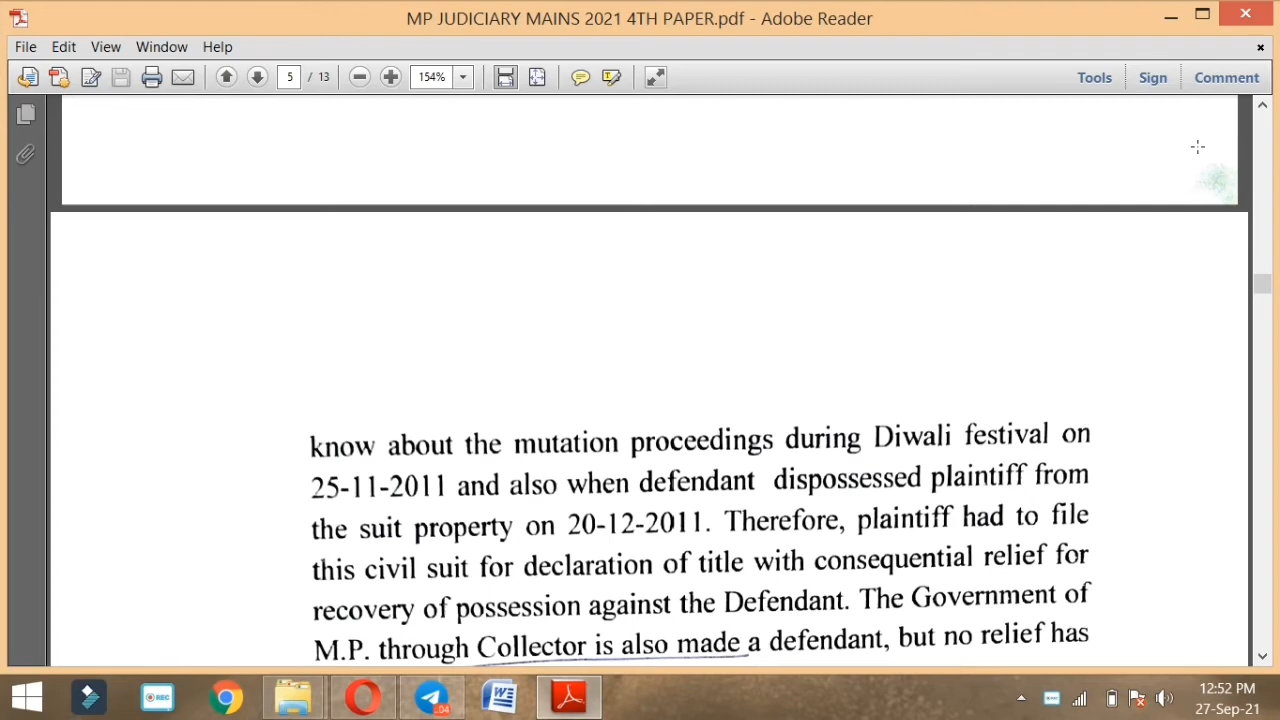 MP JUDICIARY MAINS 2021 4TH PAPER.pdf - Adobe Reader
File Edit View Window Help
5 / 13 154% Tools Sign Comment
know about the mutation proceedings during Diwali festival on
25-11-2011 and also when defendant dispossessed plaintiff from
the suit property on 20-12-2011. Therefore, plaintiff had to file
this civil suit for declaration of title with consequential relief for
recovery of possession against the Defendant. The Government of
M.P. through Collector is also made a defendant, but no relief has
REC .04 12:52 PM
27-Sep-21